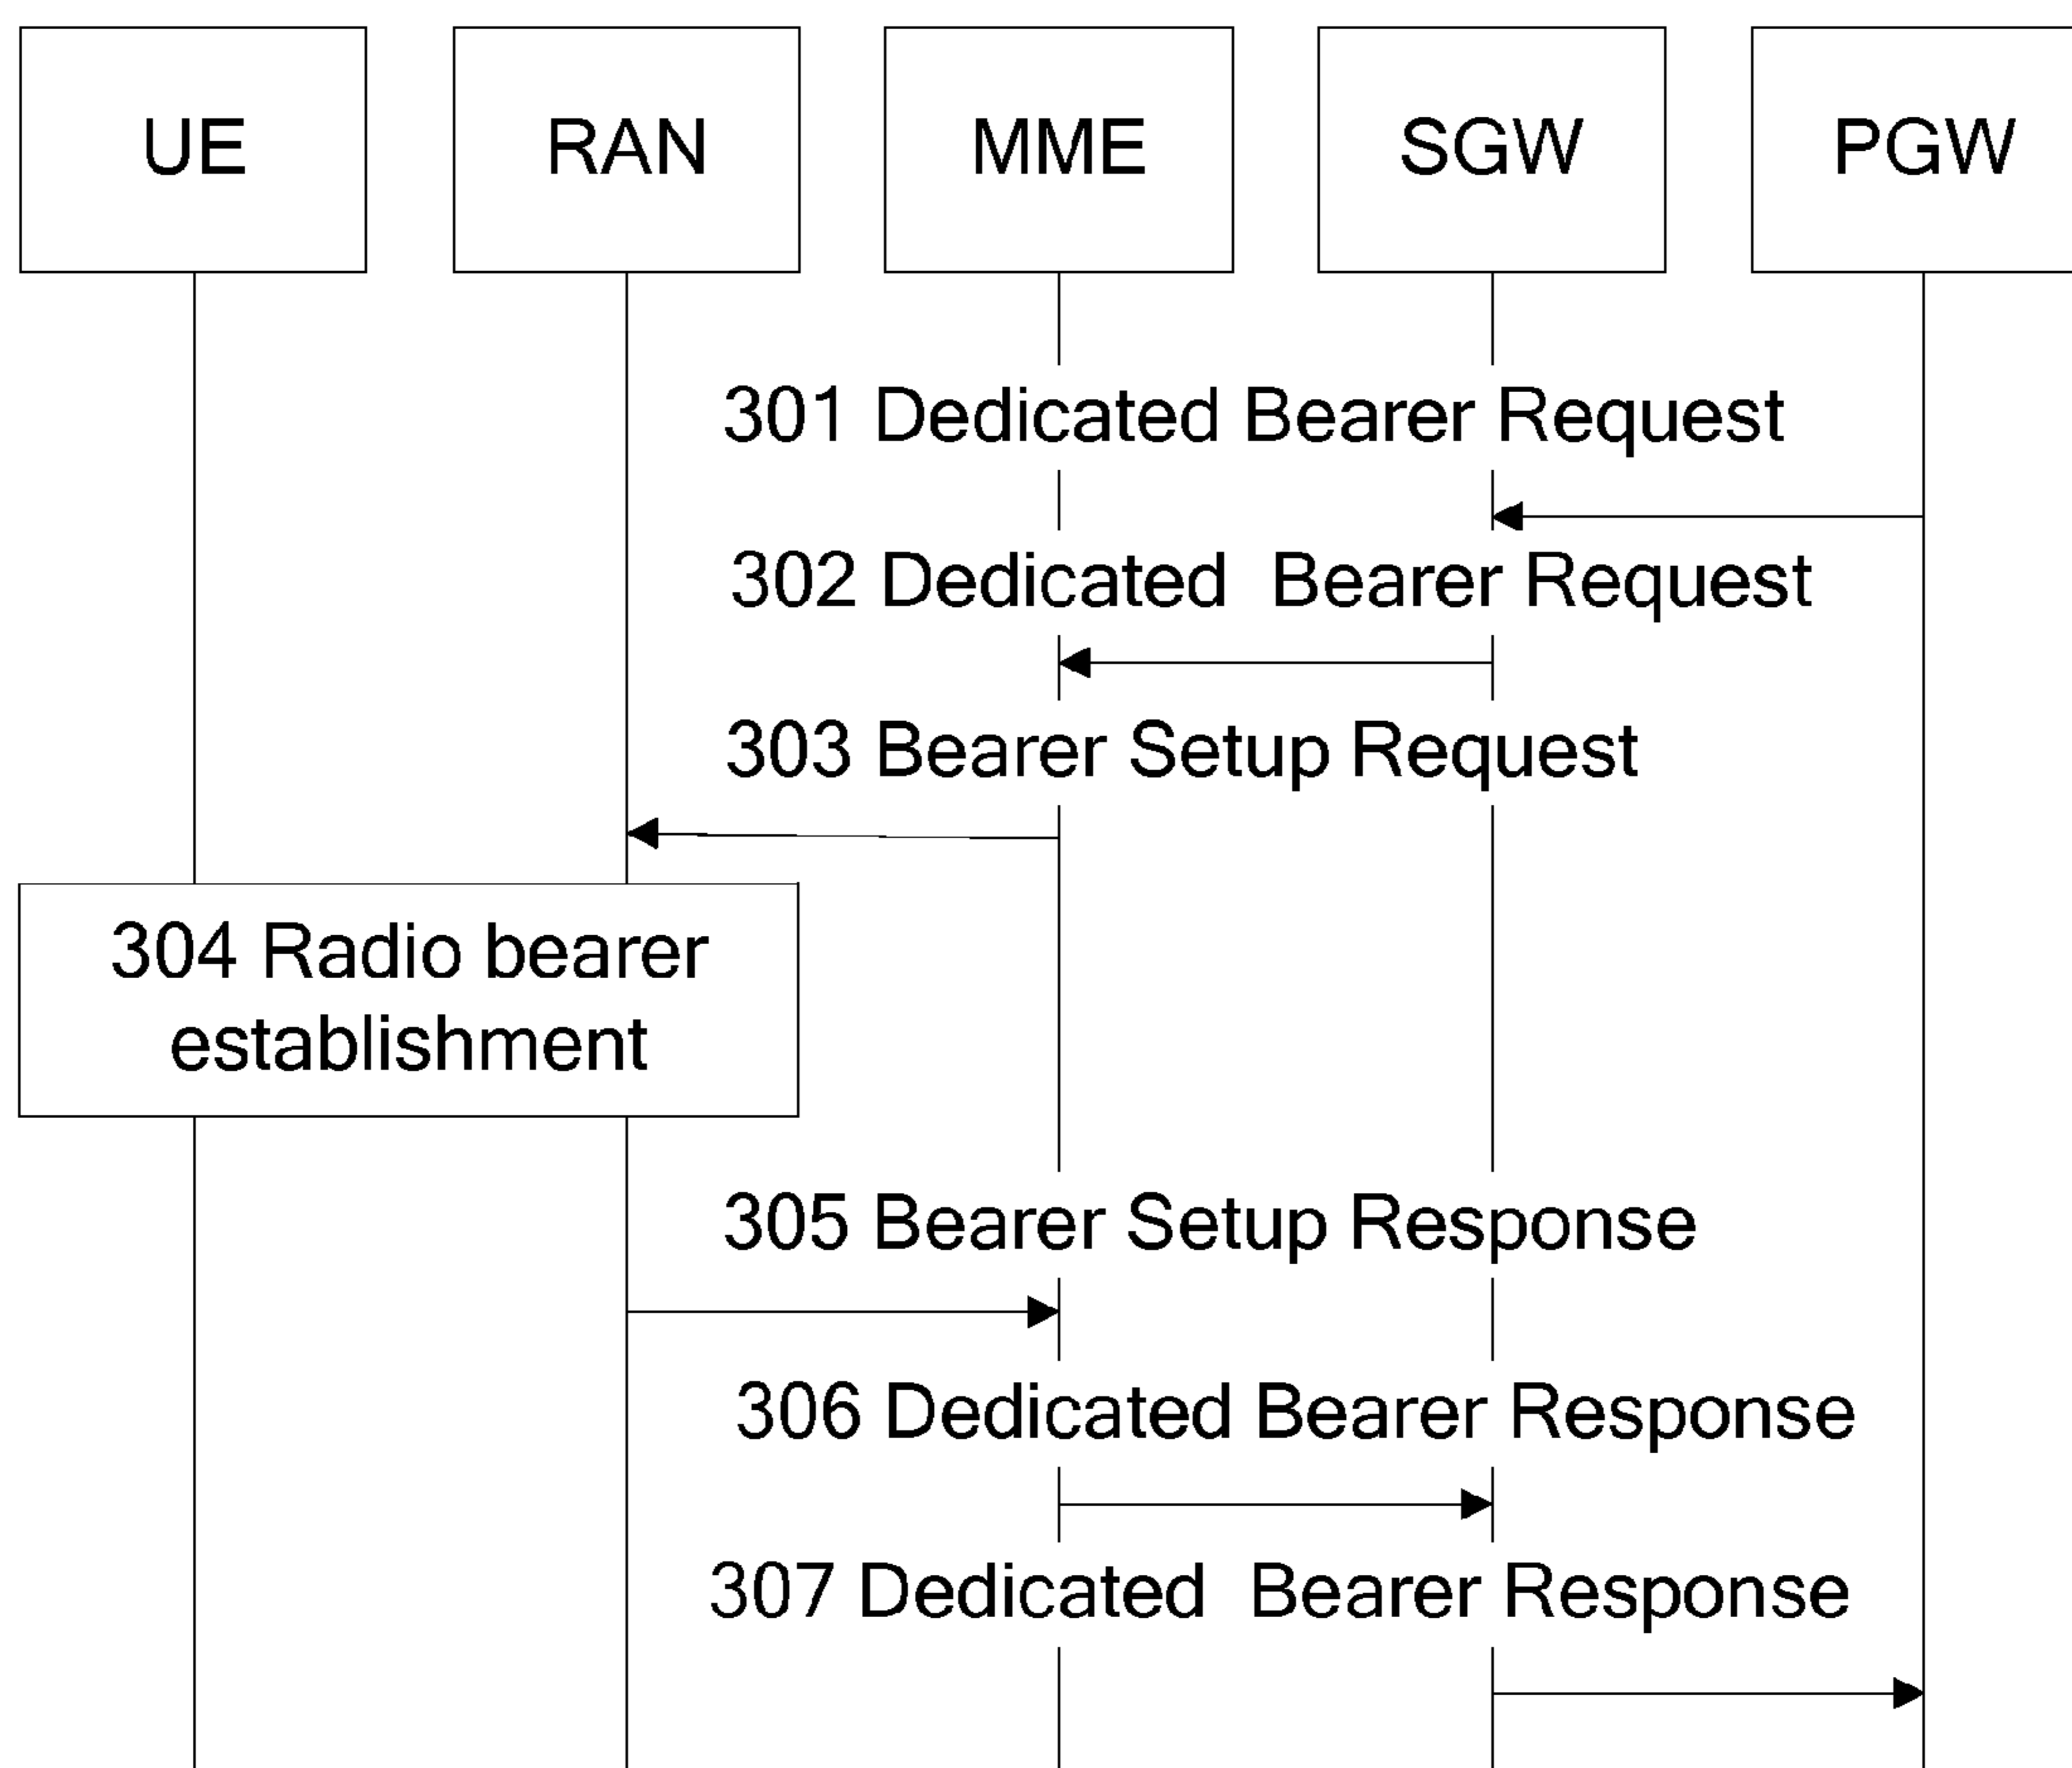 UE
RAN
MME
SGW
PGW
301 Dedicated Bearer Request
302 Dedicated Bearer Request
303 Bearer Setup Request
304 Radio bearer
establishment
305 Bearer Setup Response
306 Dedicated Bearer Response
307 Dedicated Bearer Response